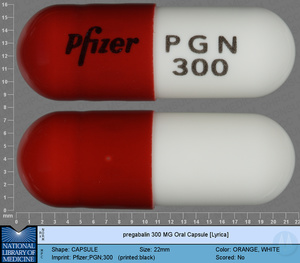 Pfizer
PGN
300
mm
pregabalin 300 MG Oral Capsule [Lyrica]
NATIONAL
LIBRARY OF
MEDICINE
Shape: CAPSULE Size: 22mm Color: ORANGE, WHITE
Imprint: Pfizer;PGN;300 (printed:black) Scored: No